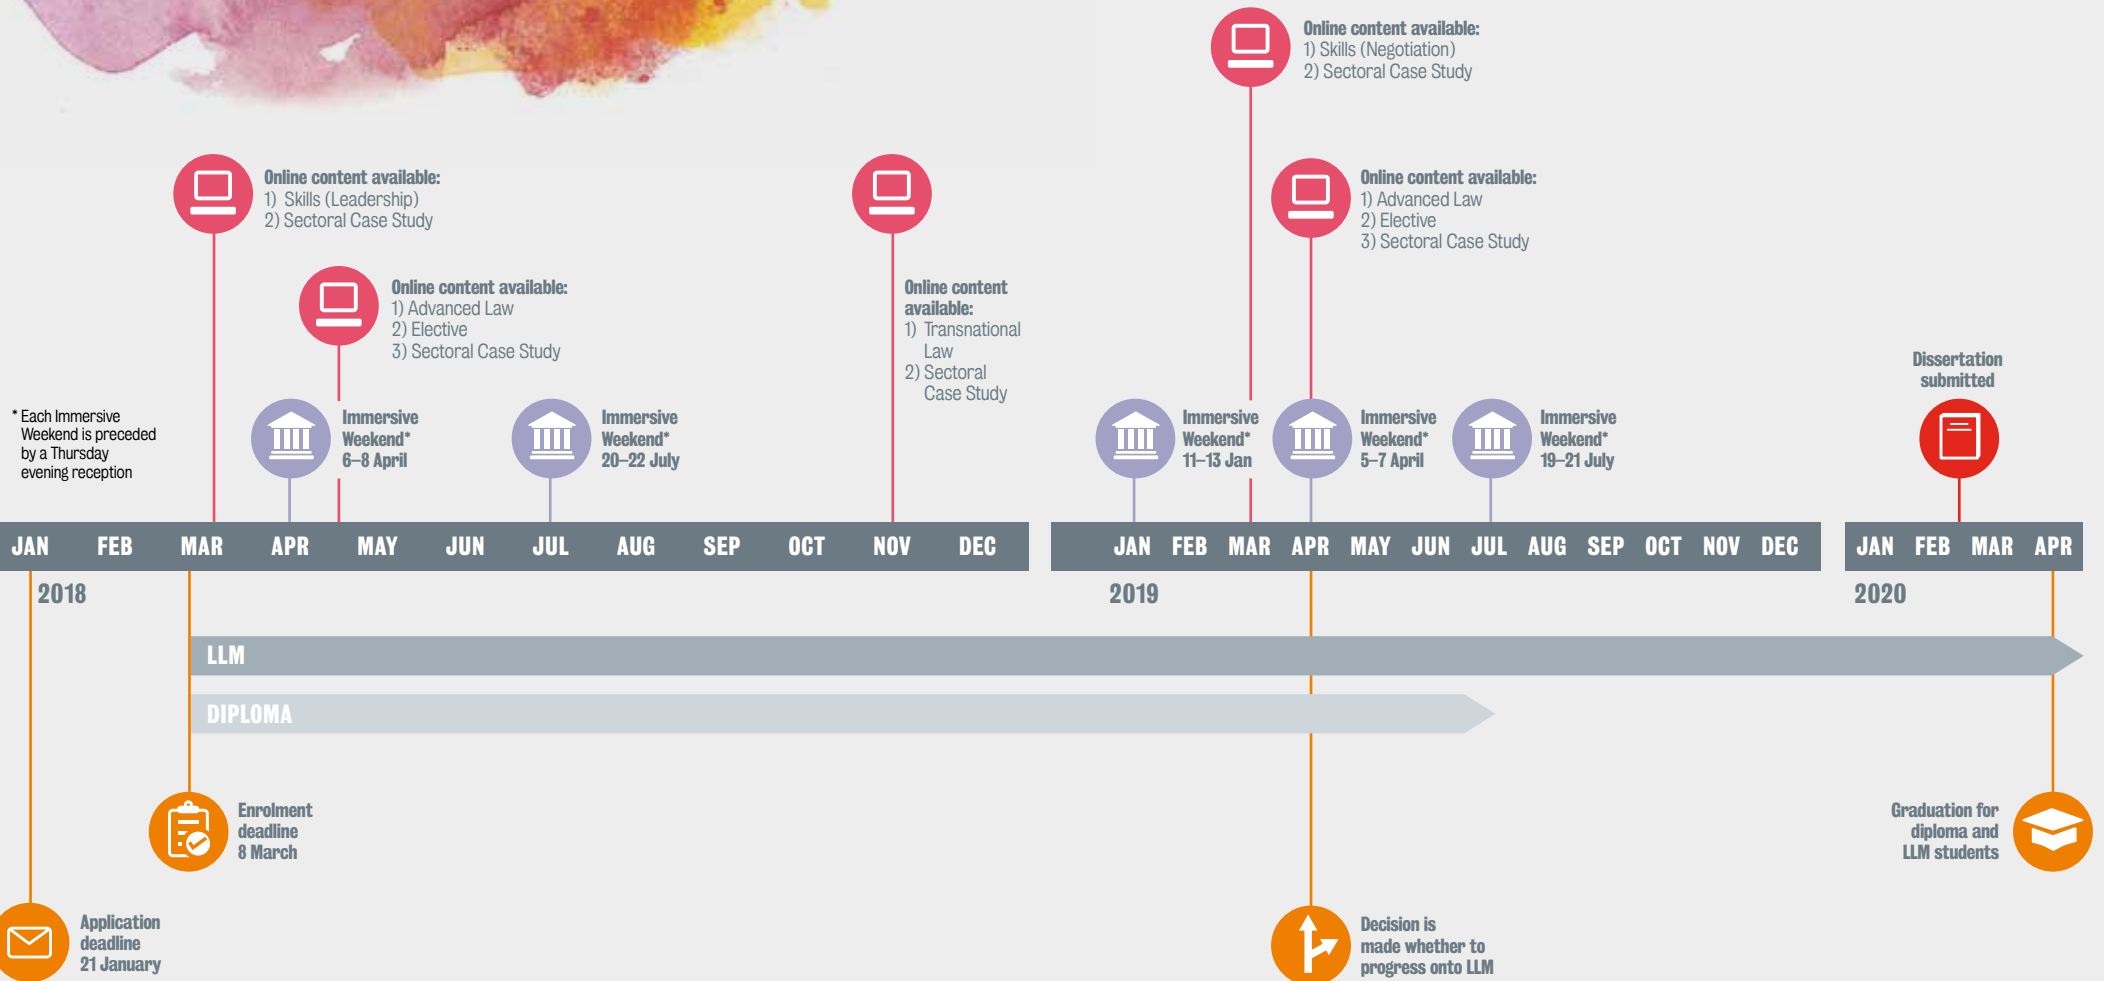 Online content available:
1) Skills (Negotiation)
2) Sectoral Case Study
Online content available:
1) Skills (Leadership)
2) Sectoral Case Study
Online content available:
1) Advanced Law
2) Elective
3) Sectoral Case Study
Online content
available:
1) Transnational
Law
2) Sectoral
Case Study
Online content available:
1) Advanced Law
2) Elective
3) Sectoral Case Study
Dissertation
submitted
* Each Immersive
Weekend is preceded
by a Thursday
evening reception
Immersive
Weekend*
6–8 April
Immersive
Weekend*
20–22 July
Immersive
Weekend*
11–13 Jan
Immersive
Weekend*
5–7 April
Immersive
Weekend*
19–21 July
JAN FEB MAR APR MAY JUN JUL AUG SEP OCT NOV DEC
JAN FEB MAR APR MAY JUN JUL AUG SEP OCT NOV DEC
JAN FEB MAR APR
2018
2019
2020
LLM
DIPLOMA
Enrolment
deadline
8 March
Graduation for
diploma and
LLM students
Application
deadline
21 January
Decision is
made whether to
progress onto LLM